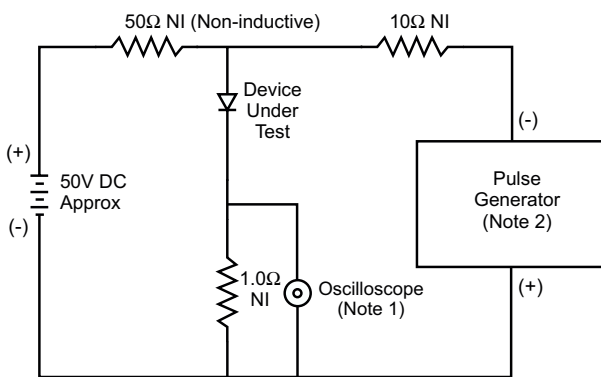 50Ω NI (Non-inductive)
10Ω NI
Device
Under
Test
(-)
(+)
50V DC
Approx
(-)
Pulse
Generator
(Note 2)
1.0Ω
NI
Oscilloscope
(Note 1)
(+)